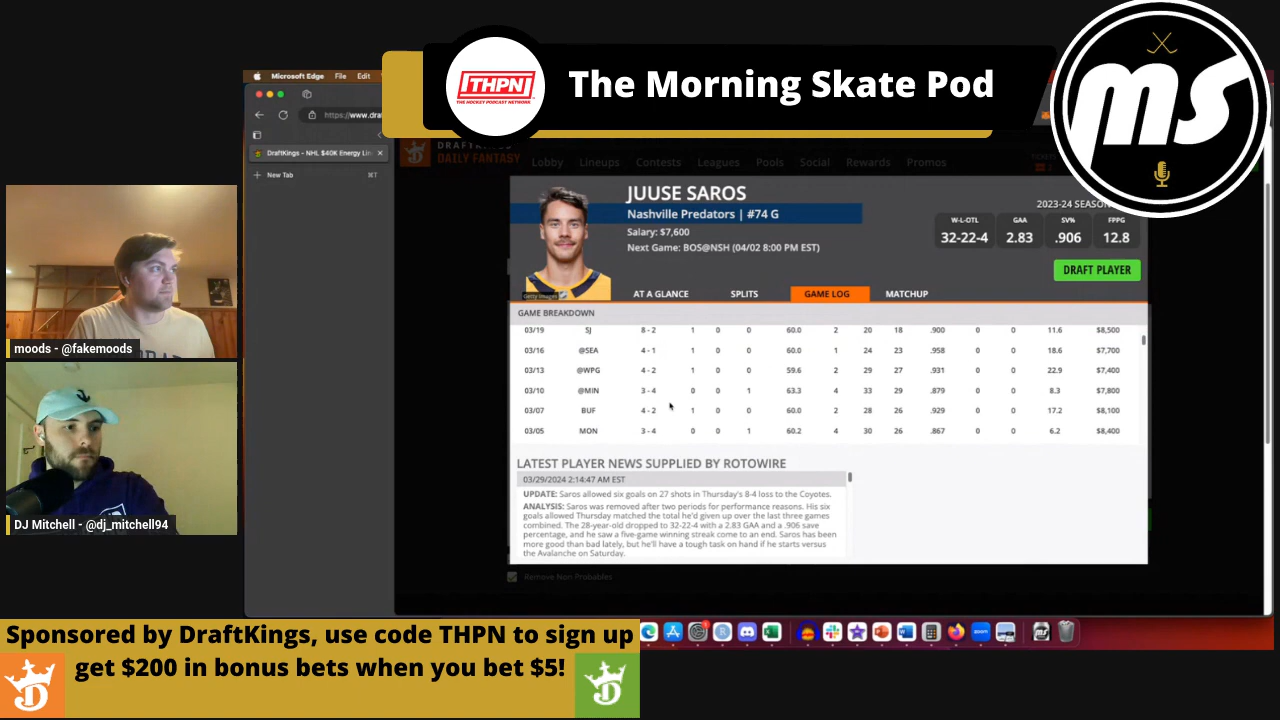 THPN
THE HOCKEY PODCAST NETWORK
The Morning Skate Pod
ms
Microsoft Edge File Edit
https://www.dra
DraftKings - NHL $40K Energy Lin
New Tab ⌘T
DAILY FANTASY
Lobby Lineups Contests Leagues Pools Social Rewards Promos
JUUSE SAROS
Nashville Predators | #74 G
Salary: $7,600
Next Game: BOS@NSH (04/02 8:00 PM EST)
Getty Images
2023-24 SEASON
W-L-OTL GAA SV% FPPG
32-22-4 2.83 .906 12.8
DRAFT PLAYER
AT A GLANCE SPLITS GAME LOG MATCHUP
GAME BREAKDOWN
03/19 SJ 8 - 2 1 0 0 60.0 2 20 18 .900 0 0 11.6 $8,500
03/16 @SEA 4 - 1 1 0 0 60.0 1 24 23 .958 0 0 18.6 $7,700
03/13 @WPG 4 - 2 1 0 0 59.6 2 29 27 .931 0 0 22.9 $7,400
03/10 @MIN 3 - 4 0 0 1 63.3 4 33 29 .879 0 0 8.3 $7,800
03/07 BUF 4 - 2 1 0 0 60.0 2 28 26 .929 0 0 17.2 $8,100
03/05 MON 3 - 4 0 0 1 60.2 4 30 26 .867 0 0 6.2 $8,400
LATEST PLAYER NEWS SUPPLIED BY ROTOWIRE
03/29/2024 2:14:47 AM EST
UPDATE: Saros allowed six goals on 27 shots in Thursday's 8-4 loss to the Coyotes.
ANALYSIS: Saros was removed after two periods for performance reasons. His six
goals allowed Thursday matched the total he'd given up over the last three games
combined. The 28-year-old dropped to 32-22-4 with a 2.83 GAA and a .906 save
percentage, and he saw a five-game winning streak come to an end. Saros has been
more good than bad lately, but he'll have a tough task on hand if he starts versus
the Avalanche on Saturday.
Remove Non Probables
moods - @fakemoods
DJ Mitchell - @dj_mitchell94
Sponsored by DraftKings, use code THPN to sign up
get $200 in bonus bets when you bet $5!
zoom